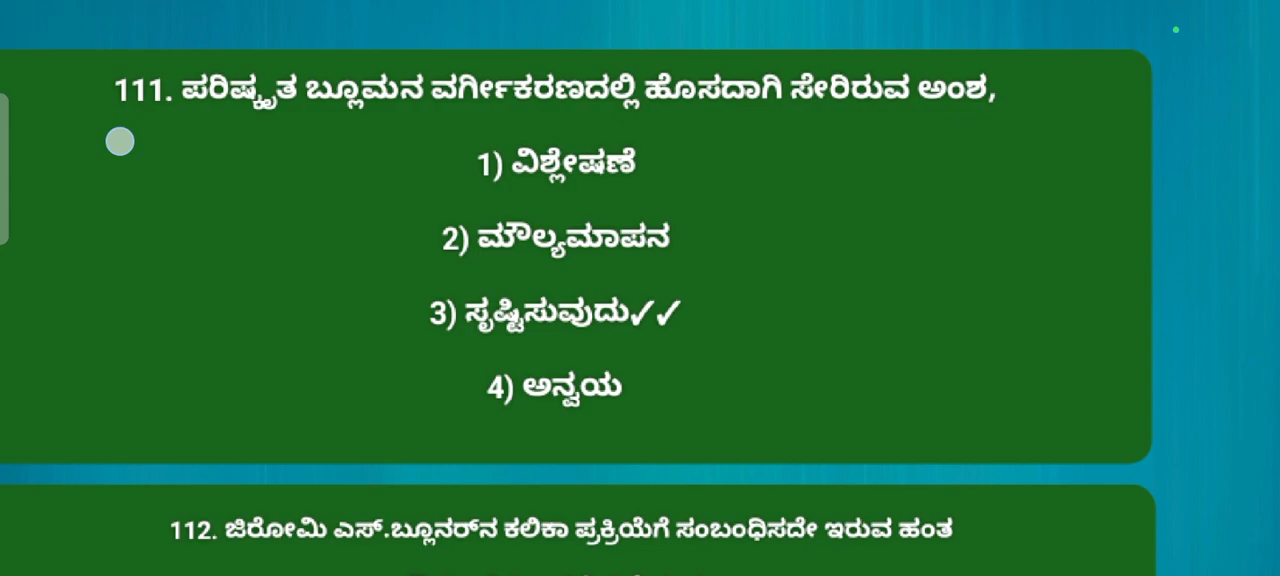 111. ಪರಿಷ್ಕೃತ ಬ್ಲೂಮನ ವರ್ಗೀಕರಣದಲ್ಲಿ ಹೊಸದಾಗಿ ಸೇರಿರುವ ಅಂಶ,
1) ವಿಶ್ಲೇಷಣೆ
2) ಮೌಲ್ಯಮಾಪನ
3) ಸೃಷ್ಟಿಸುವುದು✓✓
4) ಅನ್ವಯ
112. ಜಿರೋಮಿ ಎಸ್.ಬ್ಲೂನರ್‌ನ ಕಲಿಕಾ ಪ್ರಕ್ರಿಯೆಗೆ ಸಂಬಂಧಿಸದೇ ಇರುವ ಹಂತ